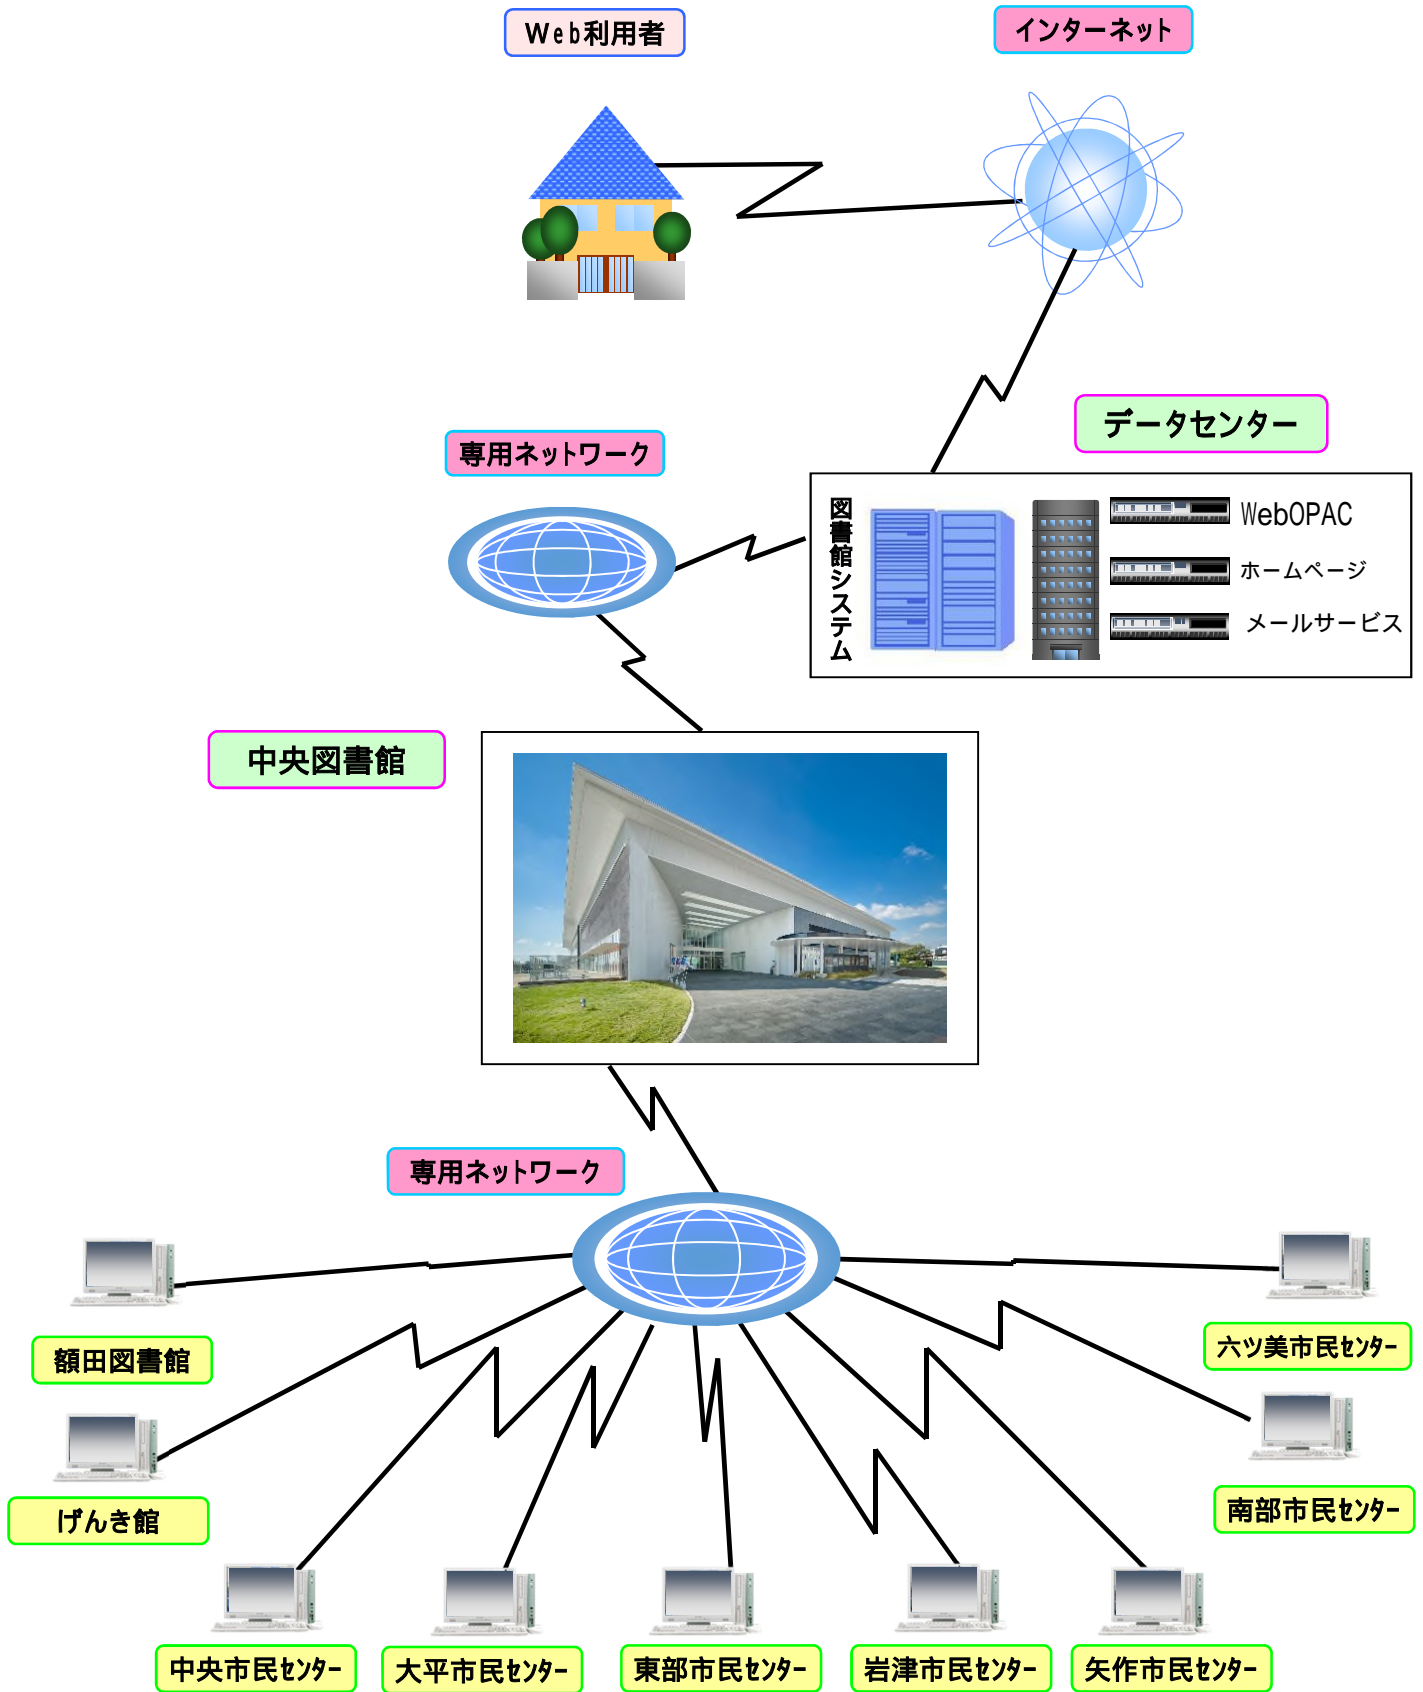 Web利用者
インターネット
データセンター
専用ネットワーク
図書館システム
WebOPAC
ホームページ
メールサービス
中央図書館
専用ネットワーク
額田図書館
六ツ美市民ｾﾝﾀｰ
げんき館
南部市民ｾﾝﾀｰ
中央市民ｾﾝﾀｰ
大平市民ｾﾝﾀｰ
東部市民ｾﾝﾀｰ
岩津市民ｾﾝﾀｰ
矢作市民ｾﾝﾀｰ